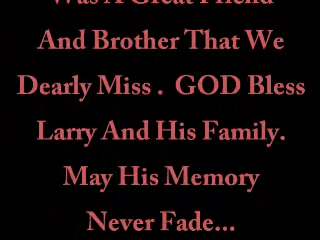 Was A Great Friend
And Brother That We
Dearly Miss .  GOD Bless
Larry And His Family.
May His Memory
Never Fade...